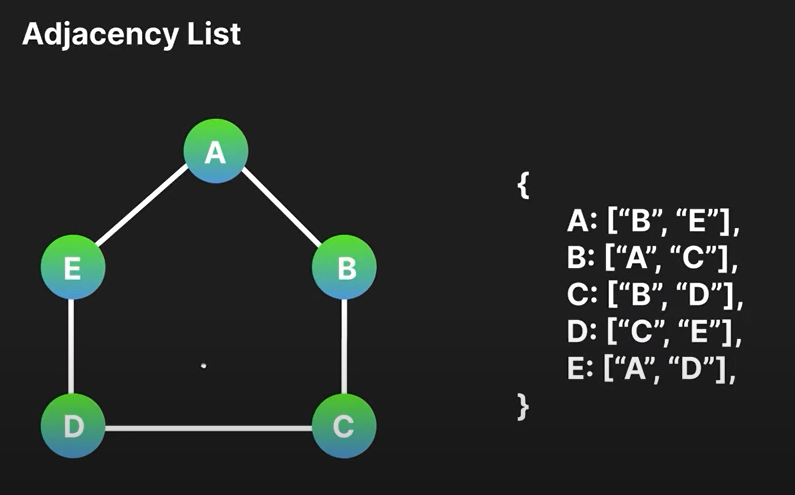 Adjacency List
A
E
B
D
C
{
A: [“B”, “E”],
B: [“A”, “C”],
C: [“B”, “D”],
D: [“C”, “E”],
E: [“A”, “D”],
}